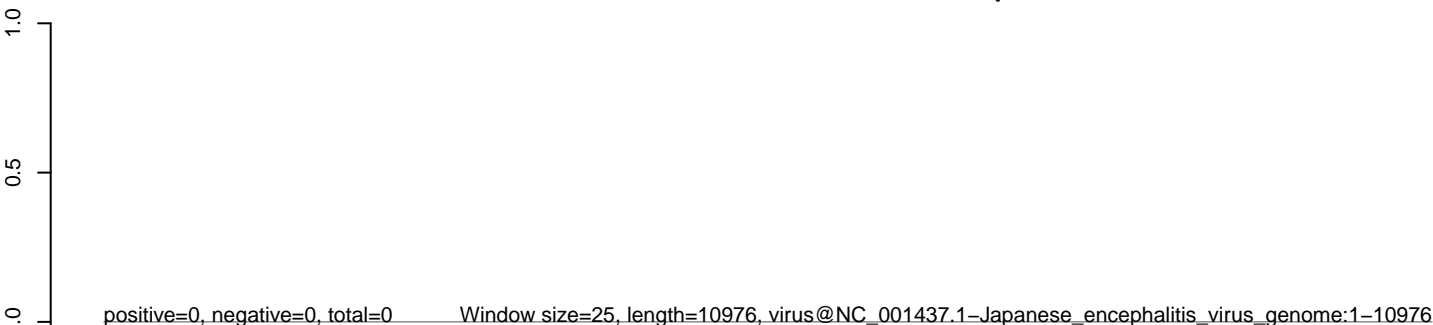 1.0
0.5
.0
positive=0, negative=0, total=0 Window size=25, length=10976, virus@NC_001437.1−Japanese_encephalitis_virus_genome:1−10976